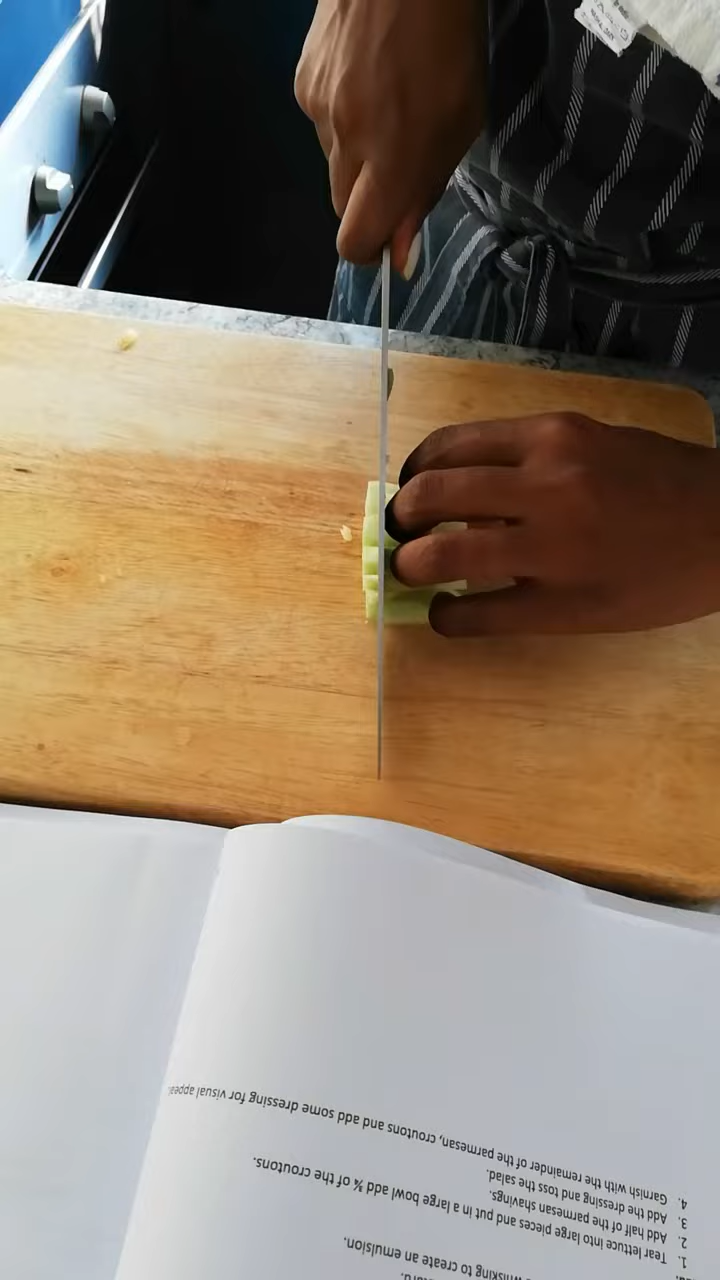 whisking to create an emulsion.
1. Tear lettuce into large pieces and put in a large bowl add ¾ of the croutons.
2. Add half of the parmesan shavings.
3. Add the dressing and toss the salad.
4. Garnish with the remainder of the parmesan, croutons and add some dressing for visual appeal